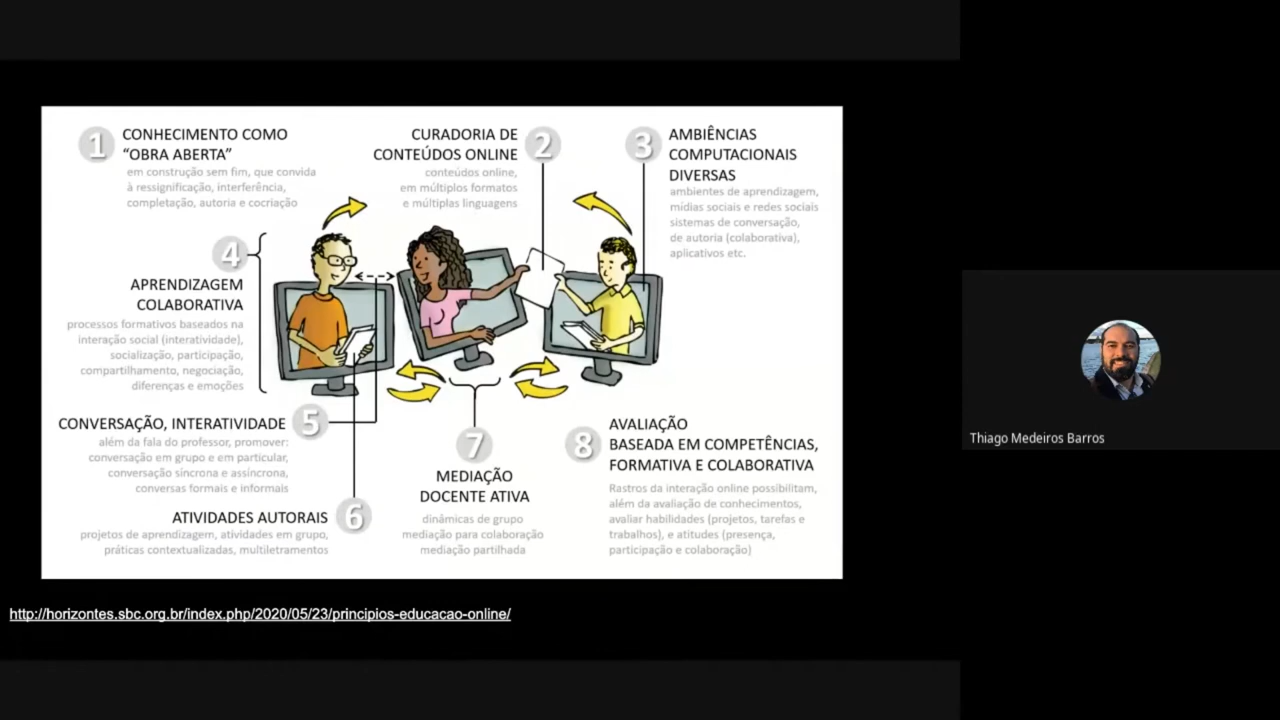 1
CONHECIMENTO COMO
“OBRA ABERTA”
em construção sem fim, que convida
à ressignificação, interferência,
completação, autoria e cocriação
CURADORIA DE
CONTEÚDOS ONLINE
2
conteúdos online,
em múltiplos formatos
e múltiplas linguagens
3
AMBIÊNCIAS
COMPUTACIONAIS
DIVERSAS
ambientes de aprendizagem,
mídias sociais e redes sociais
sistemas de conversação,
de autoria (colaborativa),
aplicativos etc.
4
APRENDIZAGEM
COLABORATIVA
processos formativos baseados na
interação social (interatividade),
socialização, participação,
compartilhamento, negociação,
diferenças e emoções
CONVERSAÇÃO, INTERATIVIDADE
5
além da fala do professor, promover:
conversação em grupo e em particular,
conversação síncrona e assíncrona,
conversas formais e informais
ATIVIDADES AUTORAIS
6
projetos de aprendizagem, atividades em grupo,
práticas contextualizadas, multiletramentos
7
MEDIAÇÃO
DOCENTE ATIVA
dinâmicas de grupo
mediação para colaboração
mediação partilhada
8
AVALIAÇÃO
BASEADA EM COMPETÊNCIAS,
FORMATIVA E COLABORATIVA
Rastros da interação online possibilitam,
além da avaliação de conhecimentos,
avaliar habilidades (projetos, tarefas e
trabalhos), e atitudes (presença,
participação e colaboração)
http://horizontes.sbc.org.br/index.php/2020/05/23/principios-educacao-online/
Thiago Medeiros Barros